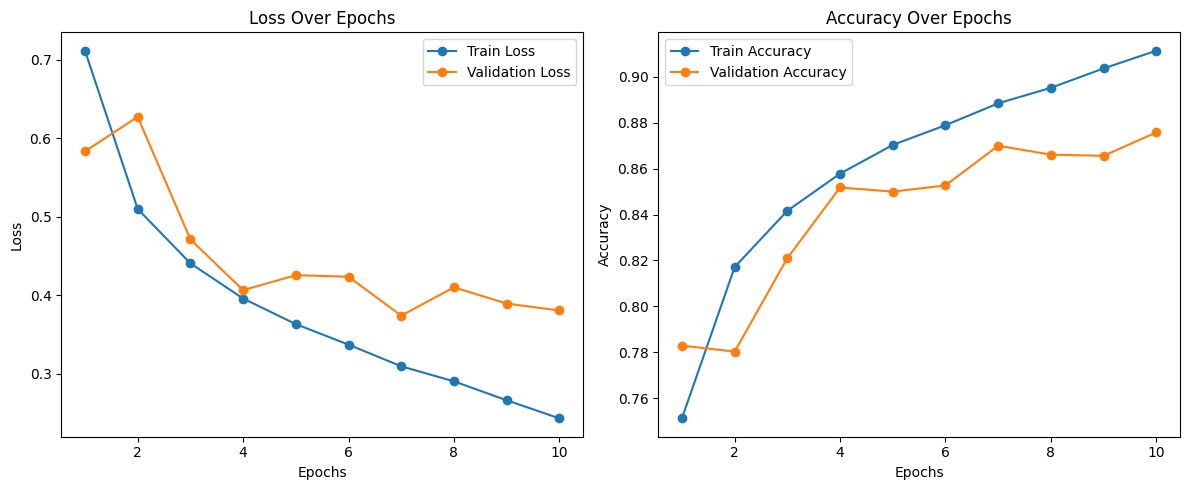 Loss Over Epochs
Train Loss
Validation Loss
0.7
0.6
0.5
0.4
0.3
Loss
2 4 6 8 10
Epochs
Accuracy Over Epochs
Train Accuracy
Validation Accuracy
0.90
0.88
0.86
0.84
0.82
0.80
0.78
0.76
Accuracy
2 4 6 8 10
Epochs